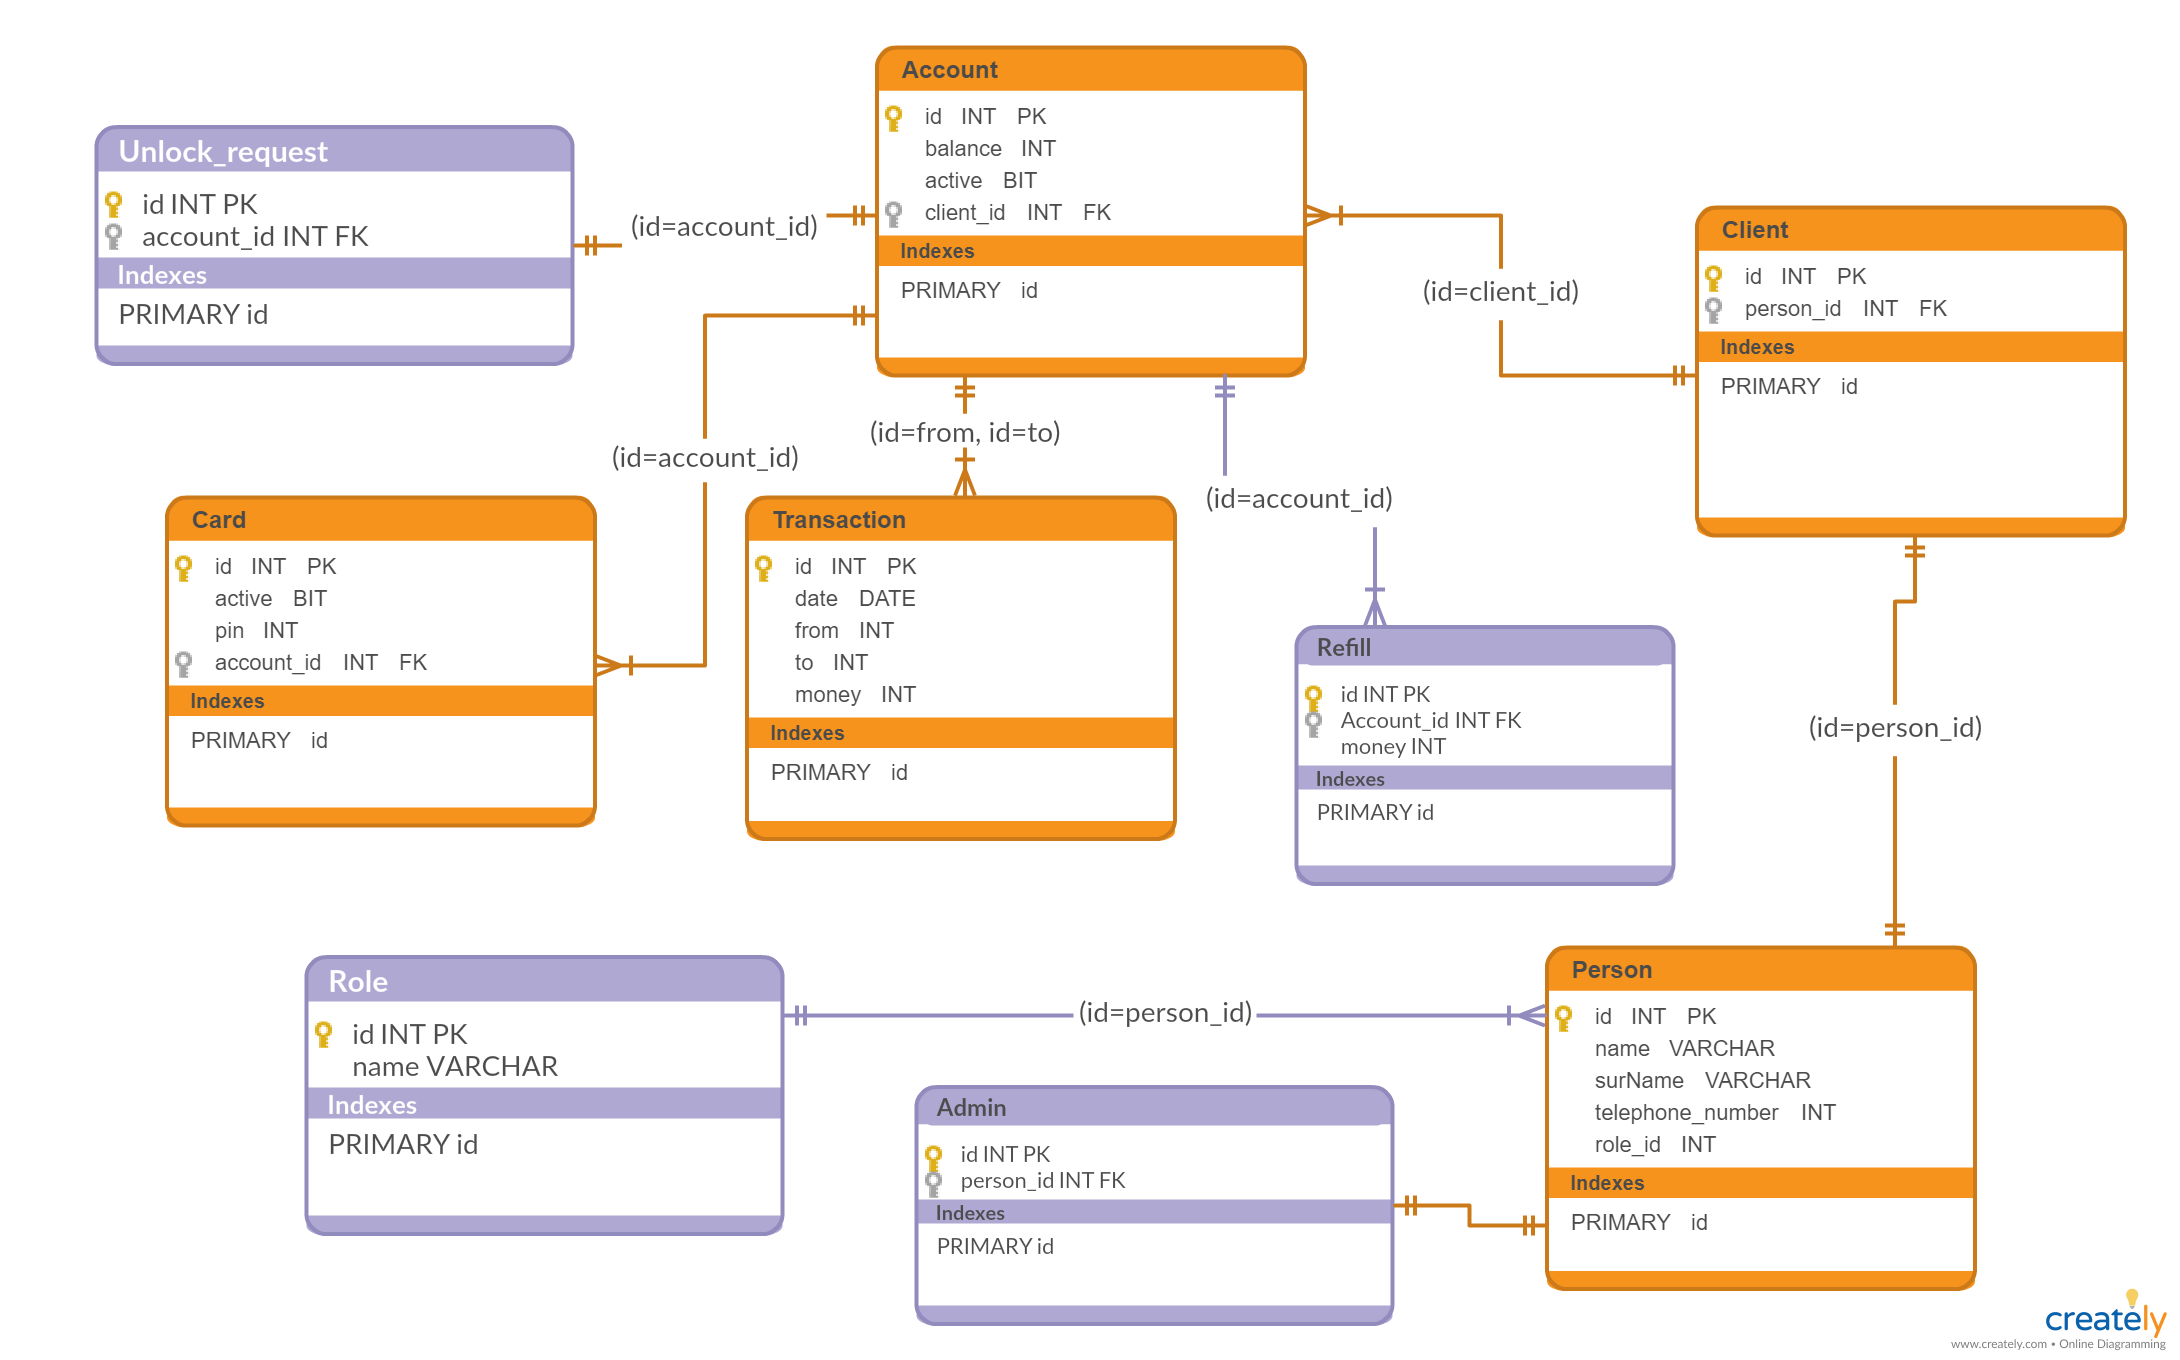 Account
id INT PK
balance INT
active BIT
client_id INT FK
Indexes
PRIMARY id
Unlock_request
id INT PK
account_id INT FK
Indexes
PRIMARY id
(id=account_id)
Client
id INT PK
person_id INT FK
Indexes
PRIMARY id
(id=client_id)
(id=account_id)
(id=from, id=to)
(id=account_id)
Card
id INT PK
active BIT
pin INT
account_id INT FK
Indexes
PRIMARY id
Transaction
id INT PK
date DATE
from INT
to INT
money INT
Indexes
PRIMARY id
Refill
id INT PK
Account_id INT FK
money INT
Indexes
PRIMARY id
(id=person_id)
Role
id INT PK
name VARCHAR
Indexes
PRIMARY id
(id=person_id)
Person
id INT PK
name VARCHAR
surName VARCHAR
telephone_number INT
role_id INT
Indexes
PRIMARY id
Admin
id INT PK
person_id INT FK
Indexes
PRIMARY id
creately
www.creately.com • Online Diagramming